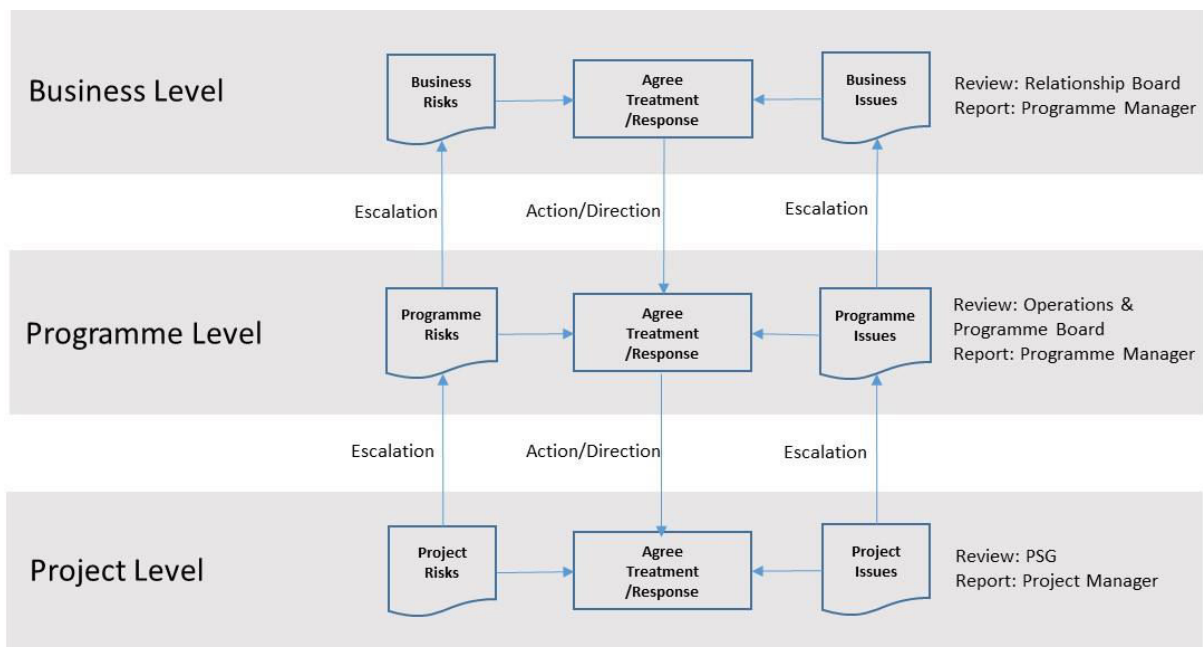 Business Level
Business
Risks
Agree
Treatment
/Response
Business
Issues
Review: Relationship Board
Report: Programme Manager
Escalation
Action/Direction
Escalation
Programme Level
Programme
Risks
Agree
Treatment
/Response
Programme
Issues
Review: Operations &
Programme Board
Report: Programme Manager
Escalation
Action/Direction
Escalation
Project Level
Project
Risks
Agree
Treatment
/Response
Project
Issues
Review: PSG
Report: Project Manager